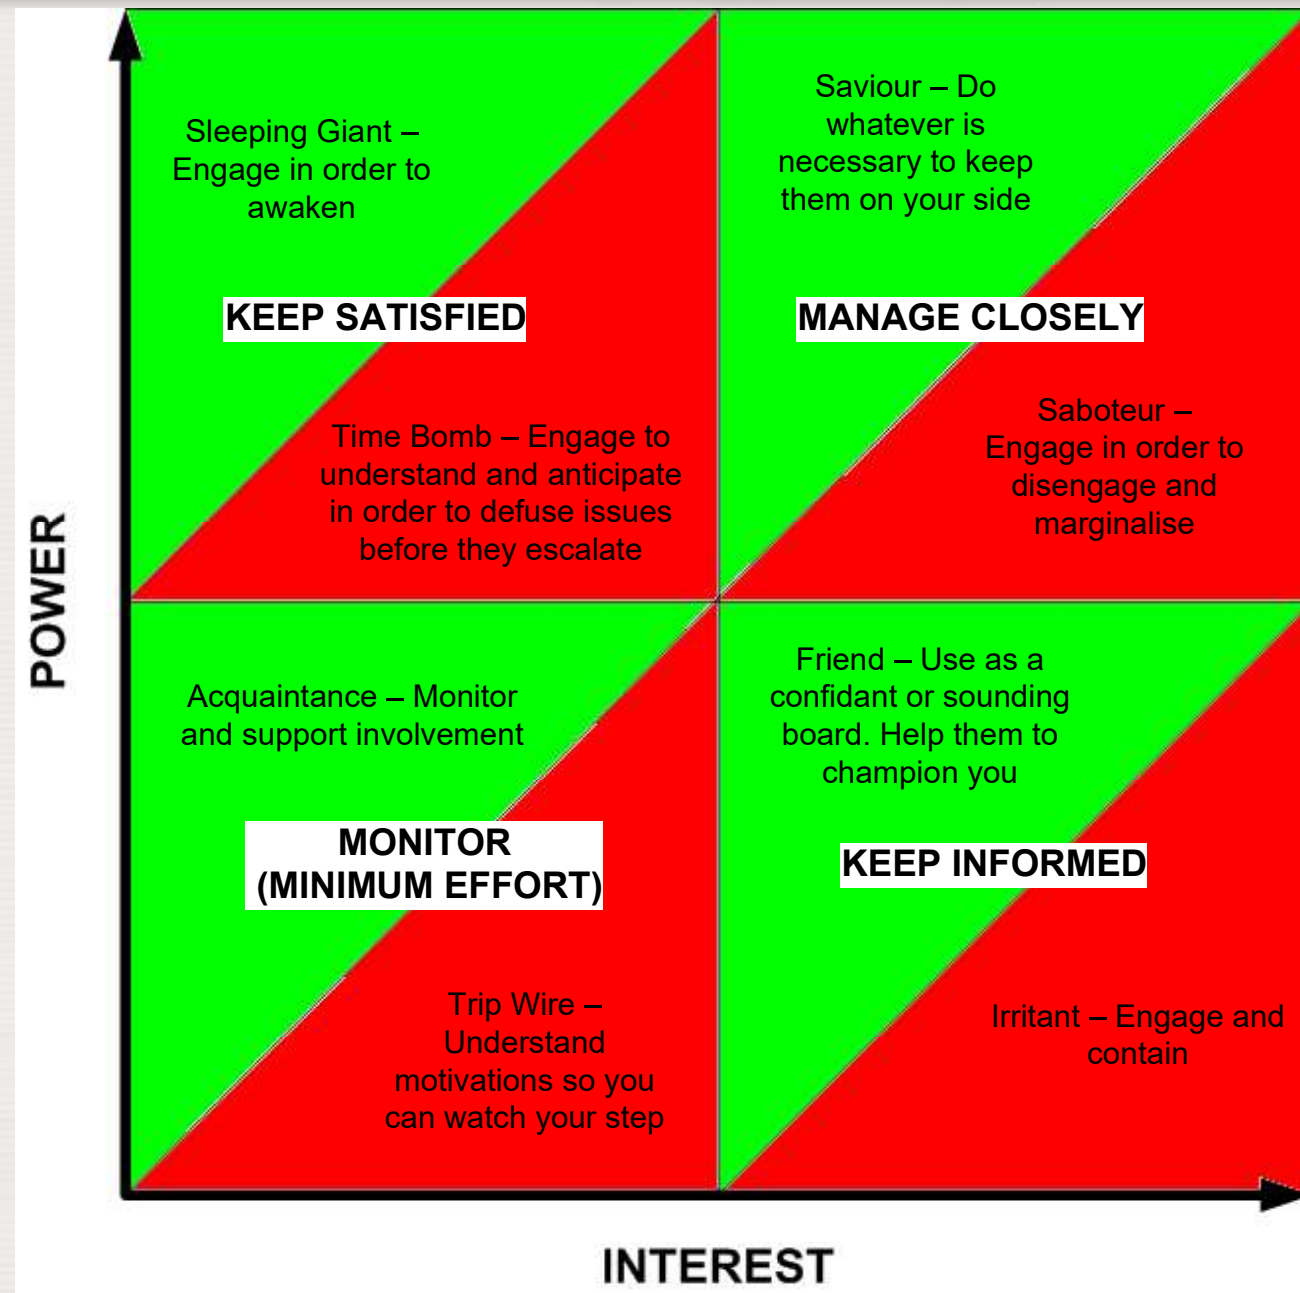 Sleeping Giant –
Engage in order to
awaken
KEEP SATISFIED
Time Bomb – Engage to
understand and anticipate
in order to defuse issues
before they escalate
Saviour – Do
whatever is
necessary to keep
them on your side
MANAGE CLOSELY
Saboteur –
Engage in order to
disengage and
marginalise
POWER
Acquaintance – Monitor
and support involvement
MONITOR
(MINIMUM EFFORT)
Trip Wire –
Understand
motivations so you
can watch your step
Friend – Use as a
confidant or sounding
board. Help them to
champion you
KEEP INFORMED
Irritant – Engage and
contain
INTEREST